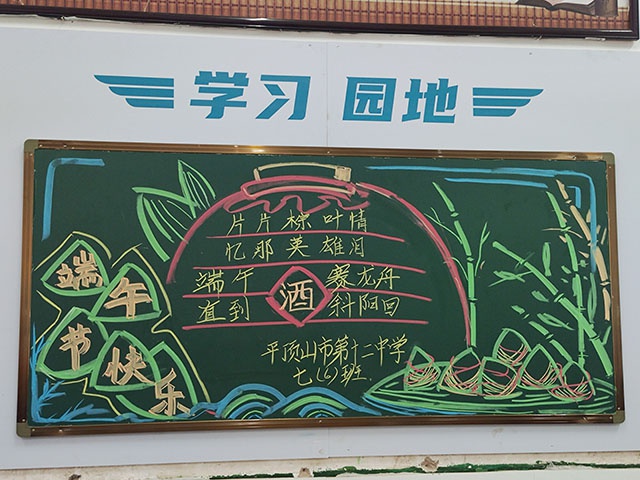 学习 园地
端午
节快乐
片片粽叶情
忆那英雄泪
端午 赛龙舟
直到 斜阳回
酒
平顶山市第十二中学
七(6)班